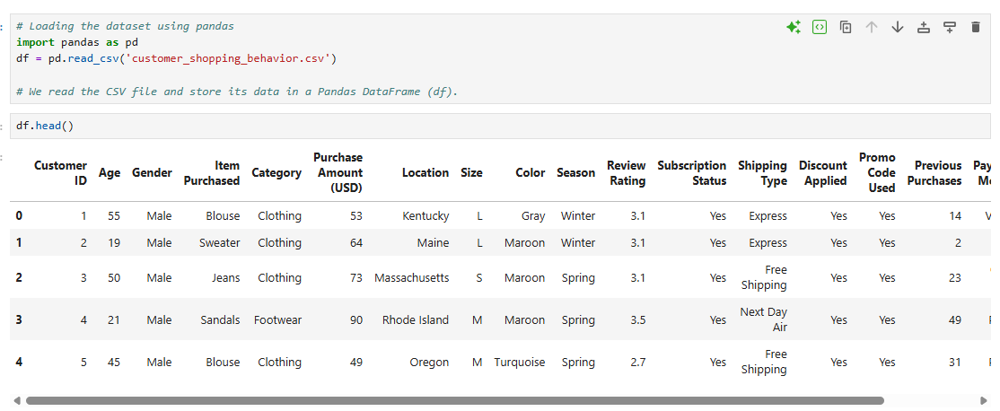 # Loading the dataset using pandas
import pandas as pd
df = pd.read_csv('customer_shopping_behavior.csv')
# We read the CSV file and store its data in a Pandas DataFrame (df).
df.head()
Customer ID Age Gender Item Purchased Category Purchase Amount (USD) Location Size Color Season Review Rating Subscription Status Shipping Type Discount Applied Promo Code Used Previous Purchases
0 1 55 Male Blouse Clothing 53 Kentucky L Gray Winter 3.1 Yes Express Yes Yes 14
1 2 19 Male Sweater Clothing 64 Maine L Maroon Winter 3.1 Yes Express Yes Yes 2
2 3 50 Male Jeans Clothing 73 Massachusetts S Maroon Spring 3.1 Yes Free Shipping Yes Yes 23
3 4 21 Male Sandals Footwear 90 Rhode Island M Maroon Spring 3.5 Yes Next Day Air Yes Yes 49
4 5 45 Male Blouse Clothing 49 Oregon M Turquoise Spring 2.7 Yes Free Shipping Yes Yes 31